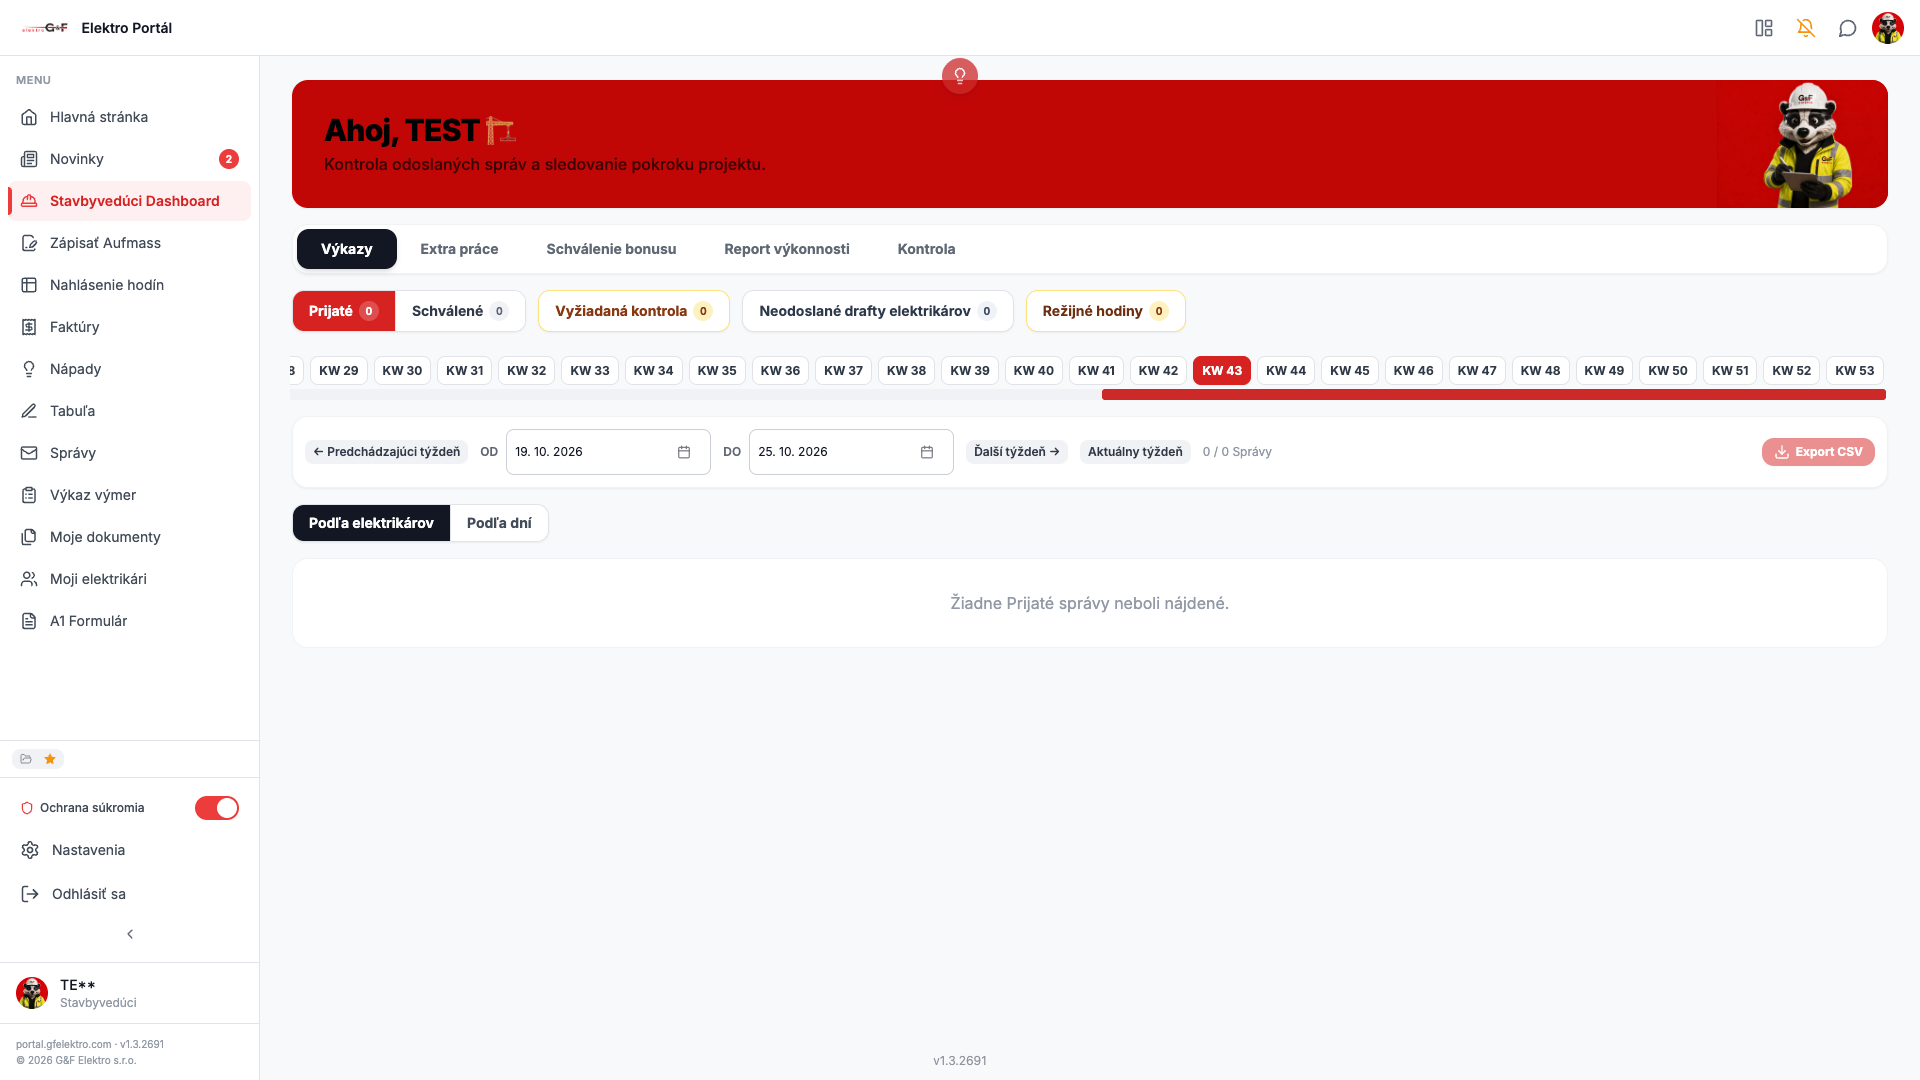 G&F
elektro
Elektro Portál
MENU
Hlavná stránka
Novinky
2
Stavbyvedúci Dashboard
Zápisať Aufmass
Nahlásenie hodín
Faktúry
Nápady
Tabuľa
Správy
Výkaz výmer
Moje dokumenty
Moji elektrikári
A1 Formulár
Ochrana súkromia
Nastavenia
Odhlásiť sa
TE**
Stavbyvedúci
portal.gfelektro.com · v1.3.2691
© 2026 G&F Elektro s.r.o.
Ahoj, TEST
Kontrola odoslaných správ a sledovanie pokroku projektu.
G&F
Výkazy Extra práce Schválenie bonusu Report výkonnosti Kontrola
Prijaté 0 Schválené 0 Vyžiadaná kontrola 0 Neodoslané drafty elektrikárov 0 Režijné hodiny 0
8 KW 29 KW 30 KW 31 KW 32 KW 33 KW 34 KW 35 KW 36 KW 37 KW 38 KW 39 KW 40 KW 41 KW 42 KW 43 KW 44 KW 45 KW 46 KW 47 KW 48 KW 49 KW 50 KW 51 KW 52 KW 53
← Predchádzajúci týždeň OD 19. 10. 2026 DO 25. 10. 2026 Ďalší týždeň → Aktuálny týždeň 0 / 0 Správy Export CSV
Podľa elektrikárov Podľa dní
Žiadne Prijaté správy neboli nájdené.
v1.3.2691